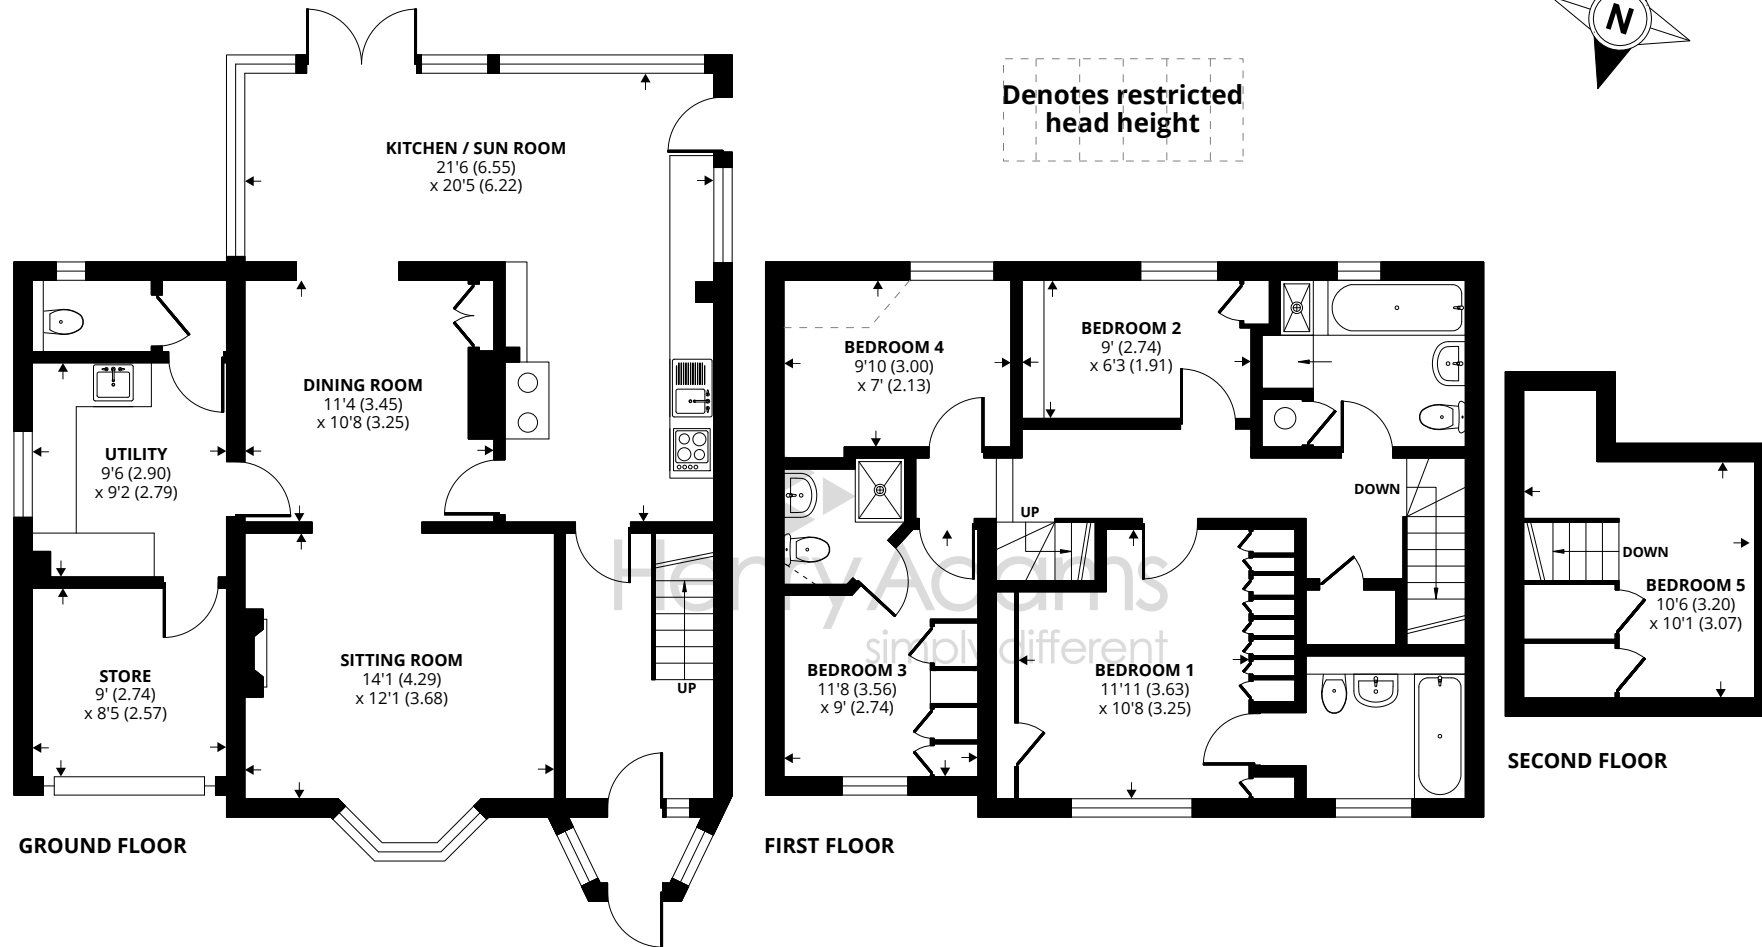 N
Denotes restricted
head height
KITCHEN / SUN ROOM
21'6 (6.55)
x 20'5 (6.22)
DINING ROOM
11'4 (3.45)
x 10'8 (3.25)
UTILITY
9'6 (2.90)
x 9'2 (2.79)
STORE
9' (2.74)
x 8'5 (2.57)
SITTING ROOM
14'1 (4.29)
x 12'1 (3.68)
UP
GROUND FLOOR
BEDROOM 4
9'10 (3.00)
x 7' (2.13)
BEDROOM 2
9' (2.74)
x 6'3 (1.91)
DOWN
UP
BEDROOM 3
11'8 (3.56)
x 9' (2.74)
BEDROOM 1
11'11 (3.63)
x 10'8 (3.25)
FIRST FLOOR
DOWN
BEDROOM 5
10'6 (3.20)
x 10'1 (3.07)
SECOND FLOOR
Henry Adams
simply different